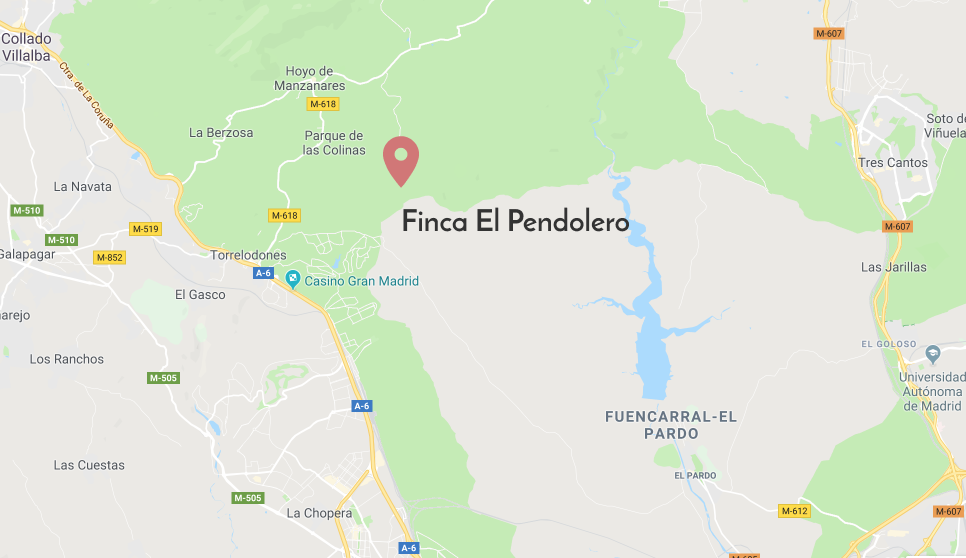 M-607
Collado
Villalba
Ctra. de La Coruña
Hoyo de
Manzanares
M-618
La Berzosa
Parque de
las Colinas
Soto de
Viñuela
Tres Cantos
La Navata
M-510
M-618
Finca El Pendolero
M-519
M-607
M-510
Galapagar
M-852
Torrelodones
A-6
Casino Gran Madrid
Las Jarillas
El Gasco
arejo
EL GOLOSO
Los Ranchos
M-505
Universidad
Autónoma
de Madrid
A-6
FUENCARRAL-EL
PARDO
Las Cuestas
EL PARDO
M-505
La Chopera
M-612
M-607
A-6